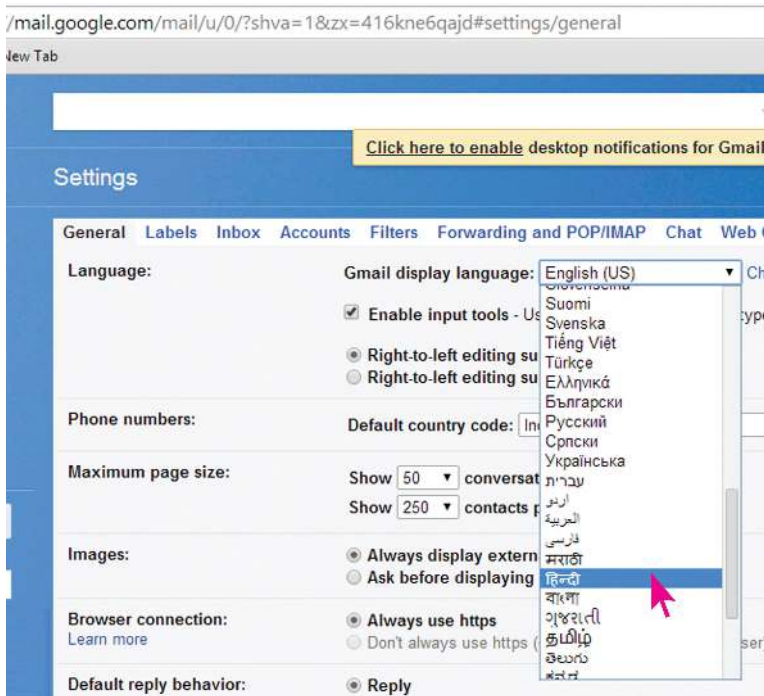 /mail.google.com/mail/u/0/?shva=1&zx=416kne6qajd#settings/general
New Tab
Click here to enable desktop notifications for Gmail
Settings
General Labels Inbox Accounts Filters Forwarding and POP/IMAP Chat Web
Language:
Gmail display language: English (US) Ch
Enable input tools - Us
Right-to-left editing su
Right-to-left editing su
Suomi
Svenska
Tiếng Việt
Türkçe
Ελληνικά
Български
Русский
Српски
Українська
עברית
اردو
العربية
فارسی
मराठी
हिन्दी
বাংলা
ગુજરાતી
தமிழ்
తెలుగు
Phone numbers:
Default country code: In
Maximum page size:
Show 50 conversat
Show 250 contacts p
Images:
Always display extern
Ask before displaying
Browser connection:
Learn more
Always use https
Don't always use https (
Default reply behavior:
Reply